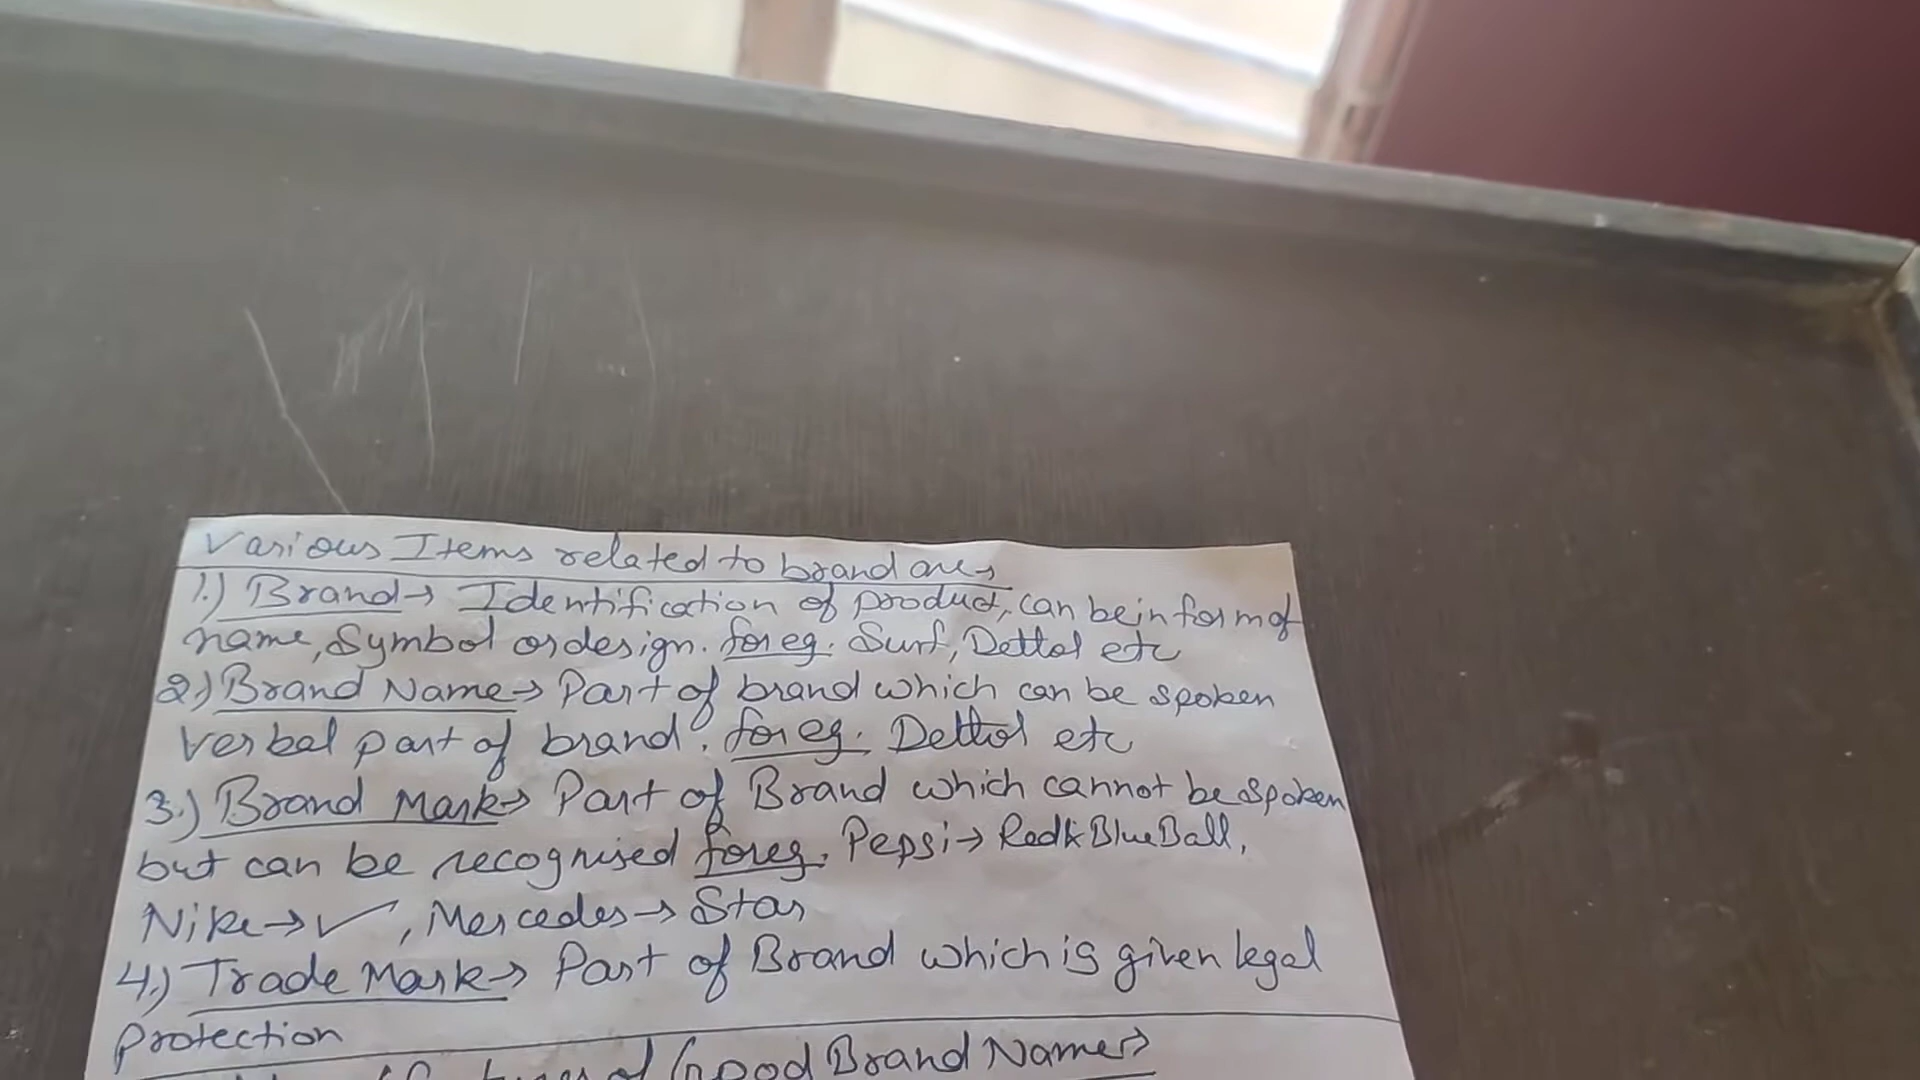 Various Items related to brand are→
1.) Brand→ Identification of product, can be in form of
name, Symbol or design. for eg. Surf, Dettol etc
2.) Brand Name→ Part of brand which can be spoken
Verbal part of brand. for eg. Dettol etc
3.) Brand Mark→ Part of Brand which cannot be spoken
but can be recognised for eg. Pepsi→ Red & Blue Ball,
Nike→ ✓, Mercedes→ Star
4.) Trade Mark→ Part of Brand which is given legal
Protection
of Good Brand Name→